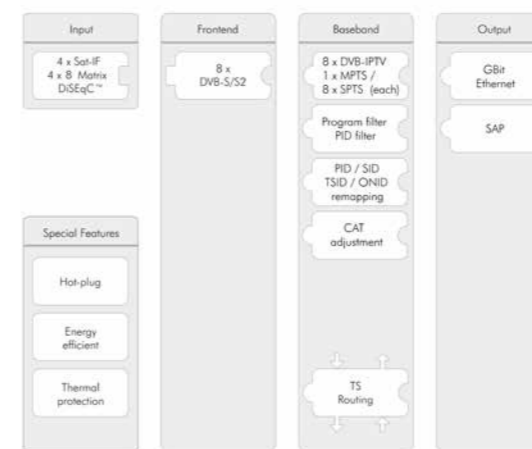 Input
4 x Sat-IF
4 x 8 Matrix
DiSEqC™
Special Features
Hot-plug
Energy
efficient
Thermal
protection
Frontend
8 x
DVB-S/S2
Baseband
8 x DVB-IPTV
1 x MPTS /
8 x SPTS (each)
Program filter
PID filter
PID / SID
TSID / ONID
remapping
CAT
adjustment
TS
Routing
Output
GBit
Ethernet
SAP